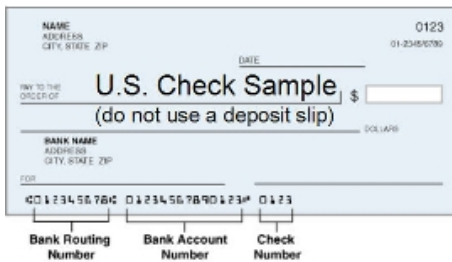 NAME
ADDRESS
CITY, STATE ZIP
0123
01-2345/6789
DATE
PAY TO THE
ORDER OF
U.S. Check Sample
$
(do not use a deposit slip)
DOLLARS
BANK NAME
ADDRESS
CITY, STATE ZIP
FOR
⑆012345678⑆ 01234567890123⑈ 0123
Bank Routing Number
Bank Account Number
Check Number